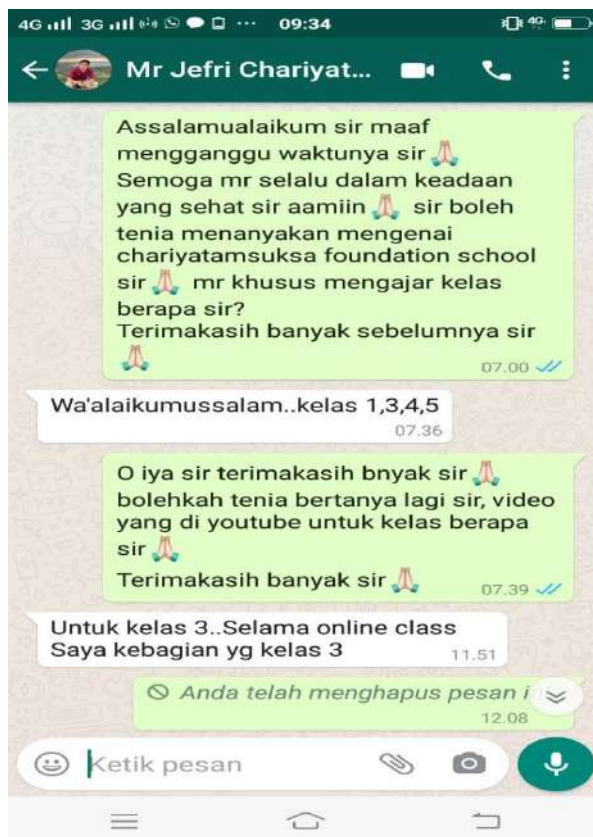 4G 3G 09:34 4G
Mr Jefri Chariyat...
Assalamualaikum sir maaf
mengganggu waktunya sir 🙏
Semoga mr selalu dalam keadaan
yang sehat sir aamiin 🙏 sir boleh
tenia menanyakan mengenai
chariyatamsuksa foundation school
sir 🙏 mr khusus mengajar kelas
berapa sir?
Terimakasih banyak sebelumnya sir
🙏
07.00
Wa'alaikumussalam..kelas 1,3,4,5
07.36
O iya sir terimakasih bnyak sir 🙏
bolehkah tenia bertanya lagi sir, video
yang di youtube untuk kelas berapa
sir 🙏
Terimakasih banyak sir 🙏
07.39
Untuk kelas 3..Selama online class
Saya kebagian yg kelas 3
11.51
Anda telah menghapus pesan
12.08
Ketik pesan